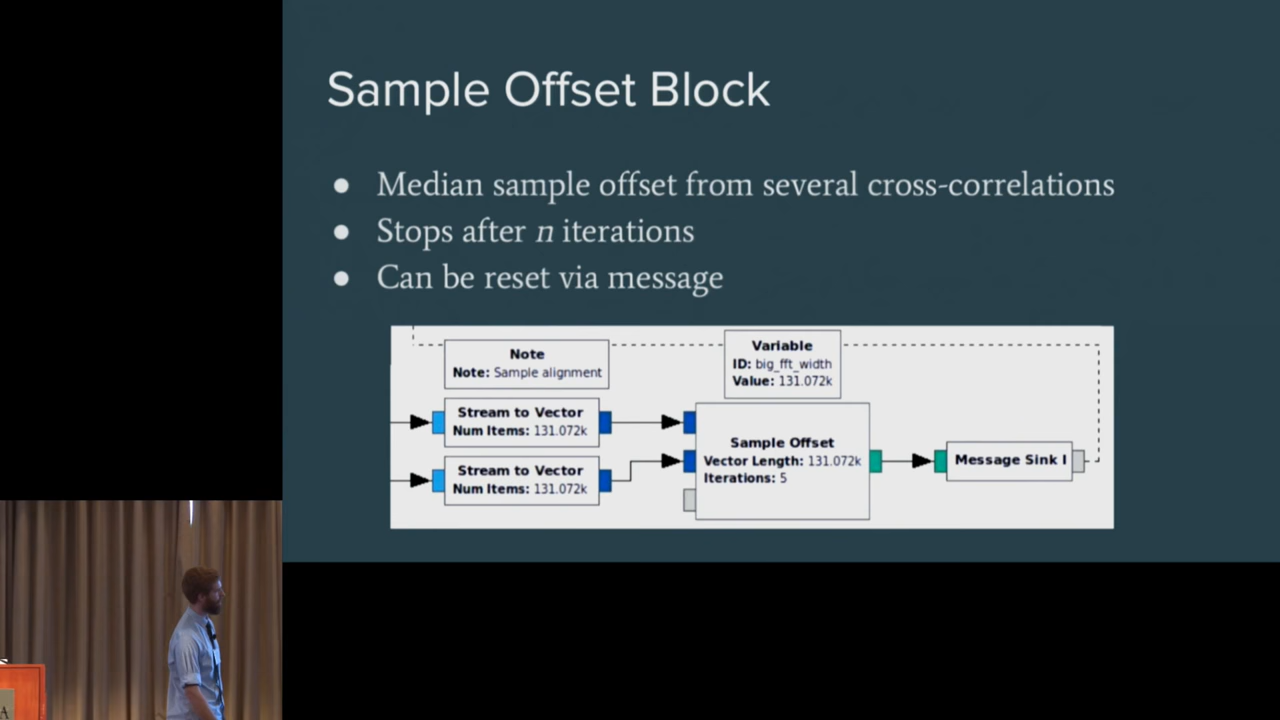 Sample Offset Block
● Median sample offset from several cross-correlations
● Stops after n iterations
● Can be reset via message
Note
Note: Sample alignment
Variable
ID: big_fft_width
Value: 131.072k
Stream to Vector
Num Items: 131.072k
Stream to Vector
Num Items: 131.072k
Sample Offset
Vector Length: 131.072k
Iterations: 5
Message Sink I
A